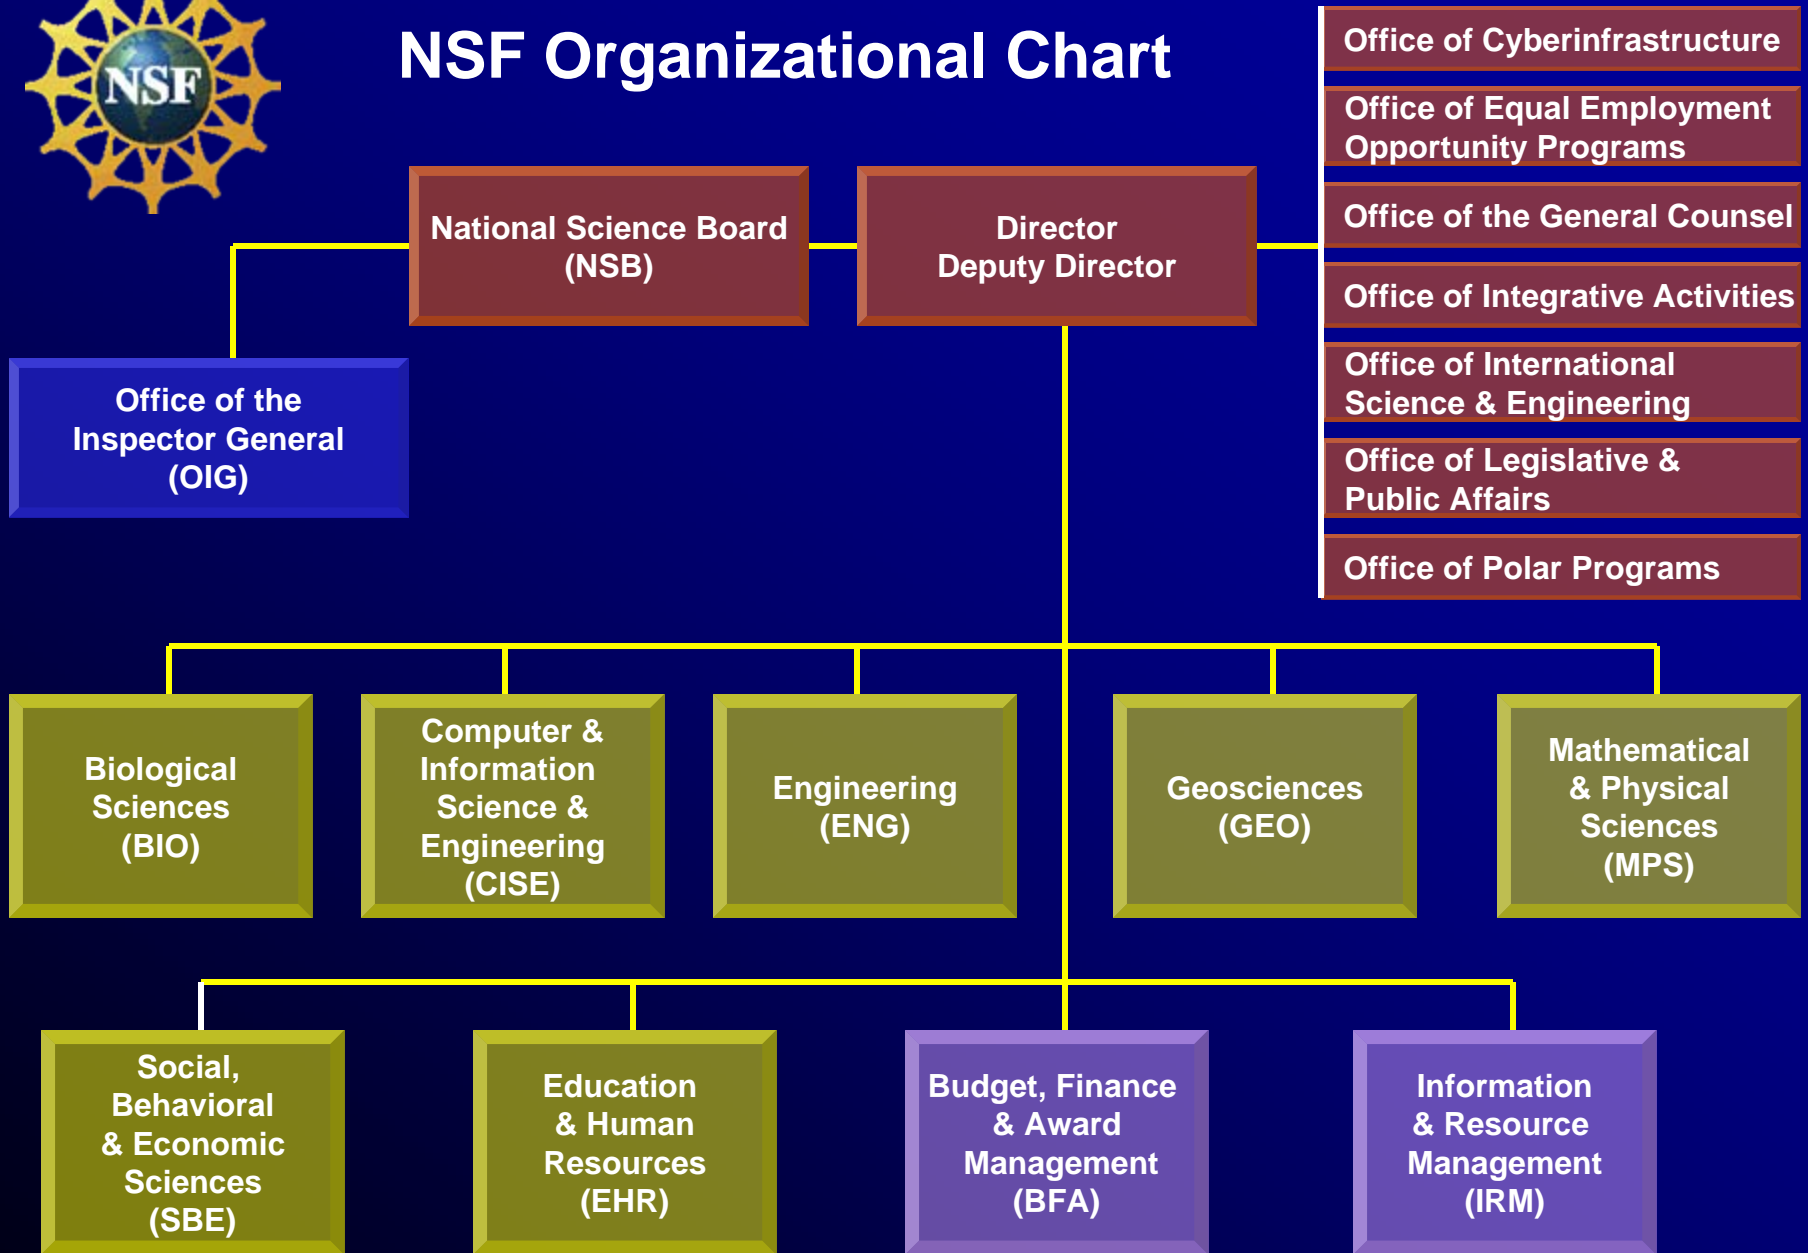 NSF
NSF Organizational Chart
Office of Cyberinfrastructure
Office of Equal Employment
Opportunity Programs
Office of the General Counsel
Office of Integrative Activities
Office of International
Science & Engineering
Office of Legislative &
Public Affairs
Office of Polar Programs
National Science Board
(NSB)
Director
Deputy Director
Office of the
Inspector General
(OIG)
Biological
Sciences
(BIO)
Computer &
Information
Science &
Engineering
(CISE)
Engineering
(ENG)
Geosciences
(GEO)
Mathematical
& Physical
Sciences
(MPS)
Social,
Behavioral
& Economic
Sciences
(SBE)
Education
& Human
Resources
(EHR)
Budget, Finance
& Award
Management
(BFA)
Information
& Resource
Management
(IRM)